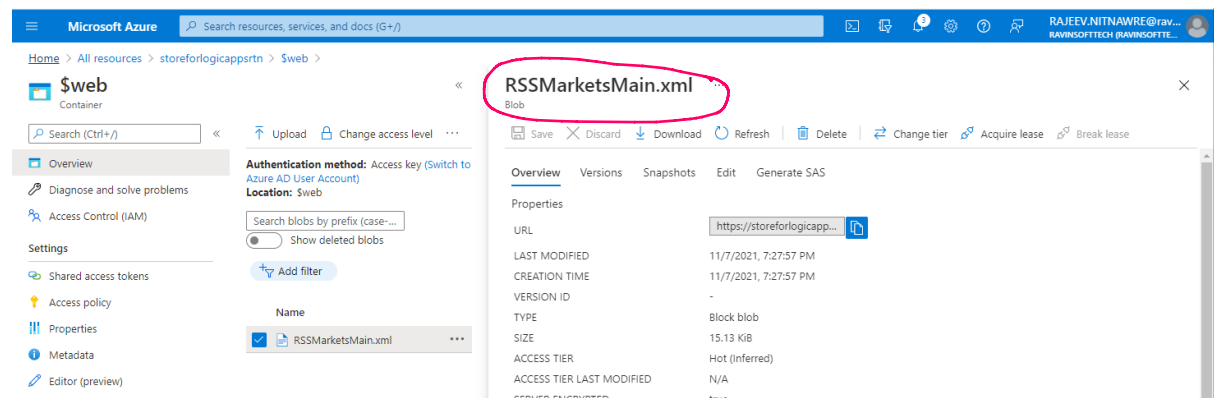 Microsoft Azure
Search resources, services, and docs (G+/)
3
RAJEEV.NITNAWRE@rav...
RAVINSOFTTECH (RAVINSOFTTE...
Home > All resources > storeforlogicappsrtn > $web >
$web
Container
«
Search (Ctrl+/)
«
Overview
Diagnose and solve problems
Access Control (IAM)
Settings
Shared access tokens
Access policy
Properties
Metadata
Editor (preview)
Upload
Change access level
...
Authentication method: Access key (Switch to
Azure AD User Account)
Location: $web
Search blobs by prefix (case-...
Show deleted blobs
Add filter
Name
RSSMarketsMain.xml
...
RSSMarketsMain.xml
...
Blob
Save
Discard
Download
Refresh
Delete
Change tier
Acquire lease
Break lease
Overview
Versions
Snapshots
Edit
Generate SAS
Properties
URL
https://storeforlogicapp...
LAST MODIFIED
11/7/2021, 7:27:57 PM
CREATION TIME
11/7/2021, 7:27:57 PM
VERSION ID
-
TYPE
Block blob
SIZE
15.13 KiB
ACCESS TIER
Hot (Inferred)
ACCESS TIER LAST MODIFIED
N/A
SERVER ENCRYPTED
true